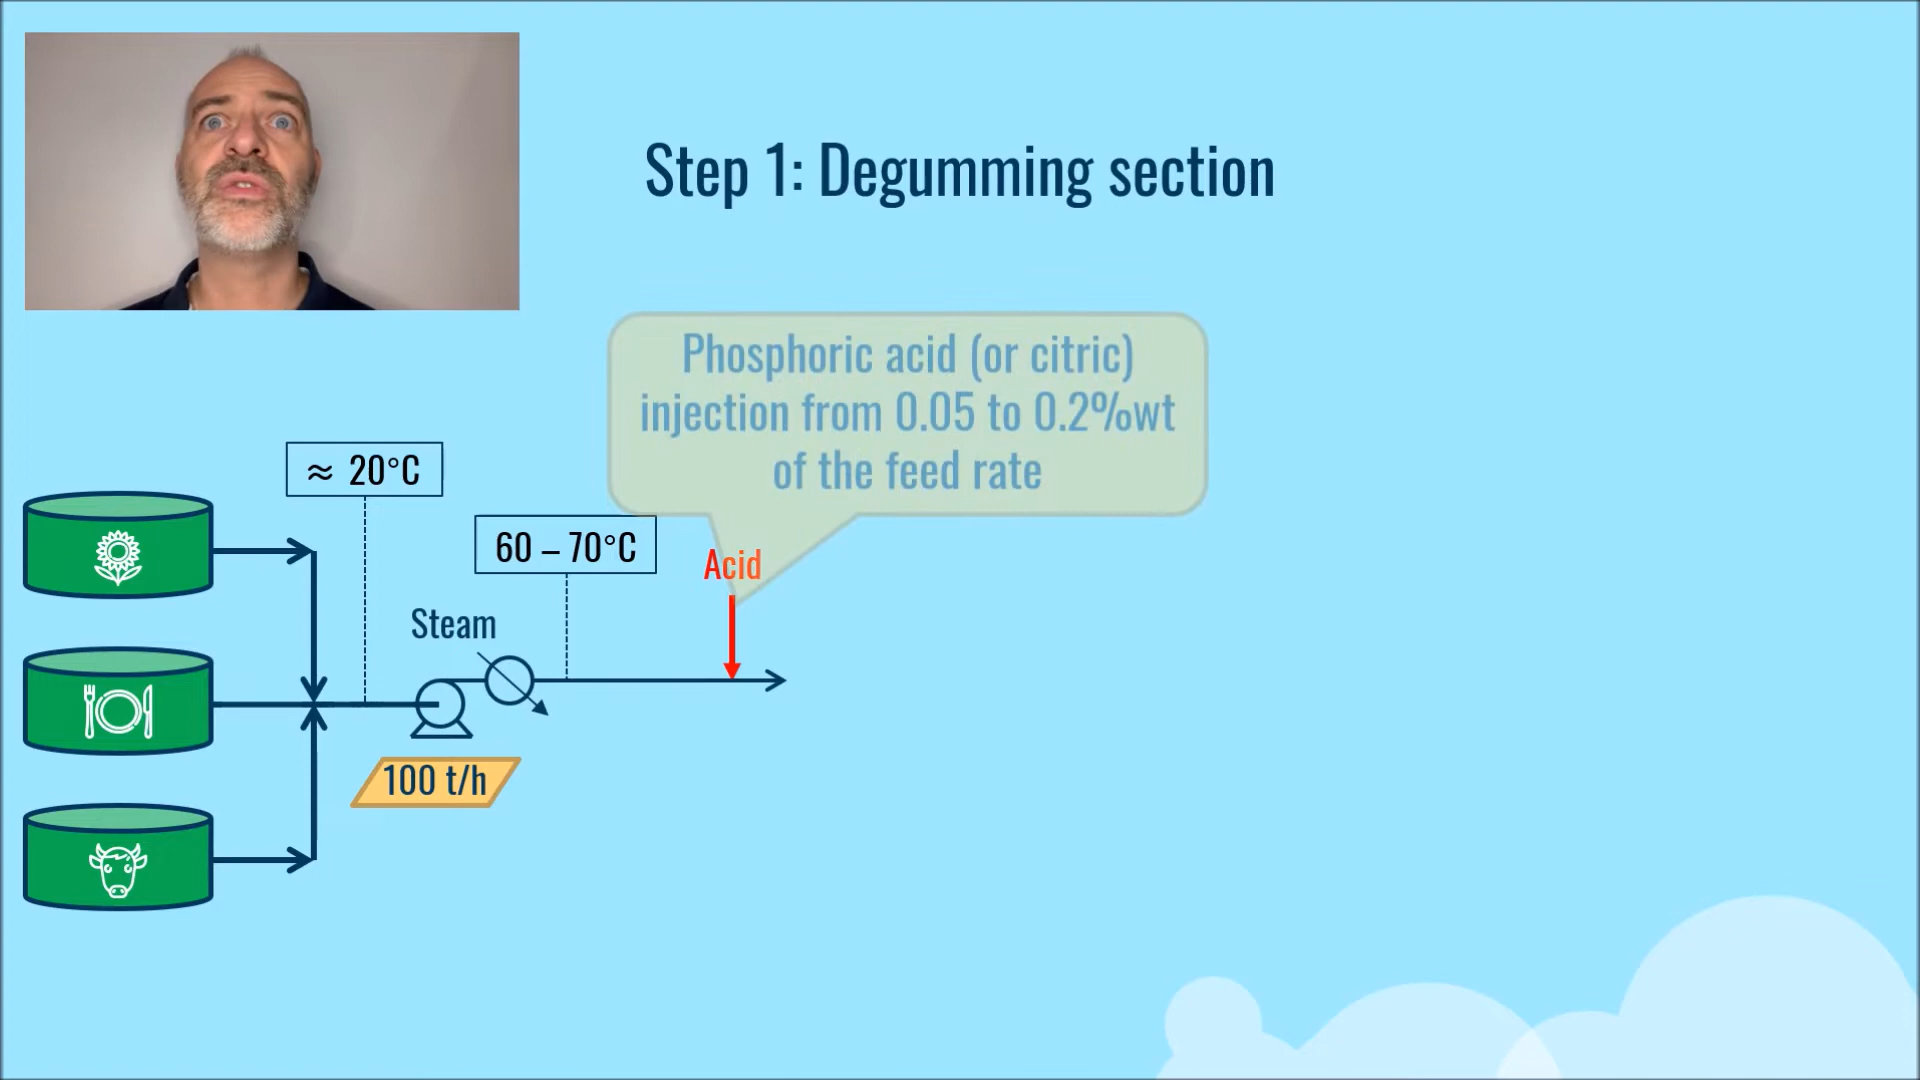 Step 1: Degumming section
Phosphoric acid (or citric)
injection from 0.05 to 0.2%wt
of the feed rate
≈ 20°C
60 – 70°C
Acid
Steam
100 t/h